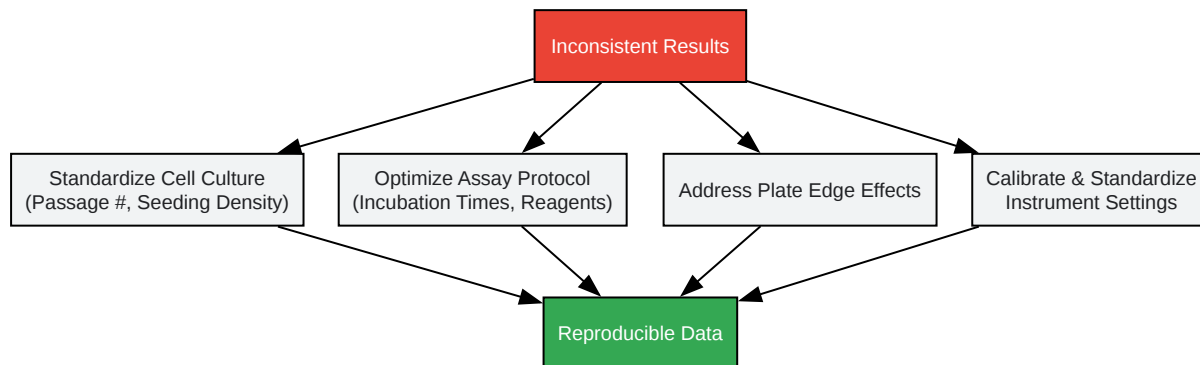 Inconsistent Results
Standardize Cell Culture
(Passage #, Seeding Density)
Optimize Assay Protocol
(Incubation Times, Reagents)
Address Plate Edge Effects
Calibrate & Standardize
Instrument Settings
Reproducible Data